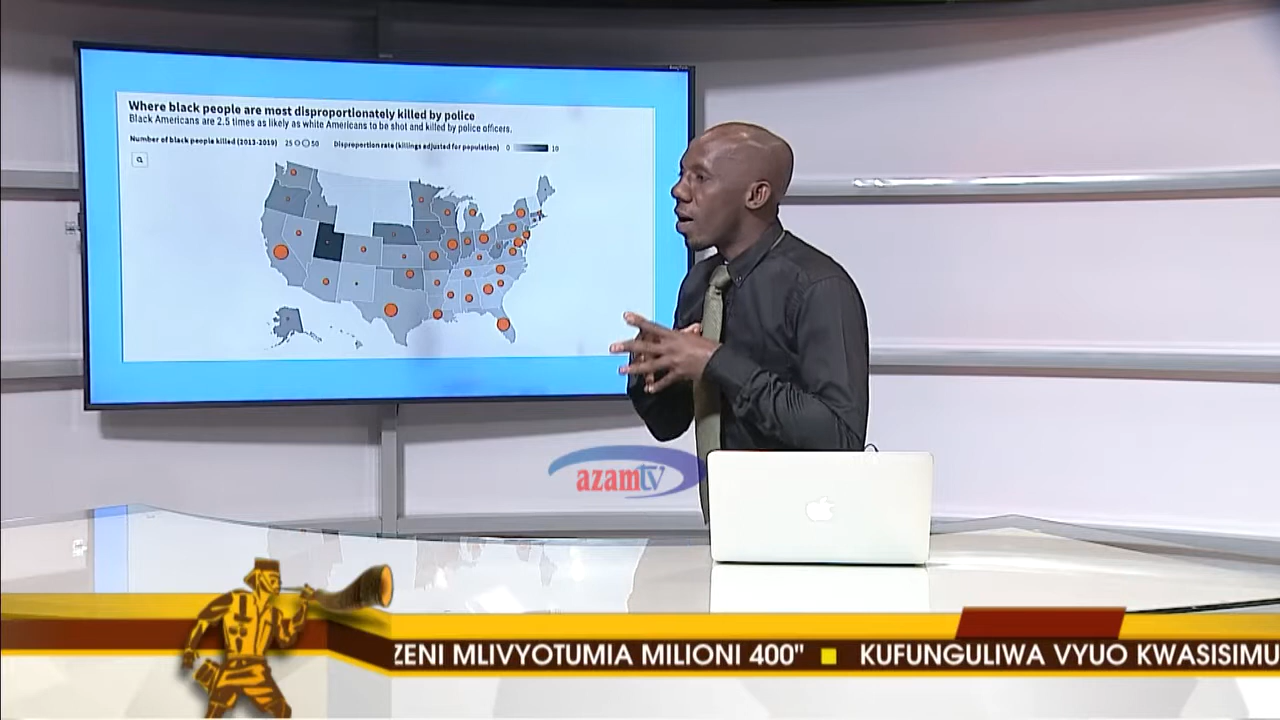 Where black people are most disproportionately killed by police
Black Americans are 2.5 times as likely as white Americans to be shot and killed by police officers.
Number of black people killed (2013-2019) 25 50 Disproportion rate (killings adjusted for population) 0 10
azamtv
ZENI MLIVYOTUMIA MILIONI 400" KUFUNGULIWA VYUO KWASISIMU